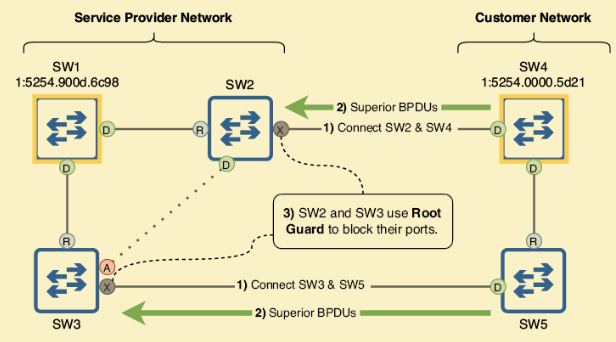 Service Provider Network
Customer Network
SW1
1:5254.900d.6c98
SW2
SW4
1:5254.0000.5d21
2) Superior BPDUs
D
R
X
1) Connect SW2 & SW4
D
D
D
D
3) SW2 and SW3 use Root
Guard to block their ports.
R
R
A
X
1) Connect SW3 & SW5
D
2) Superior BPDUs
SW3
SW5